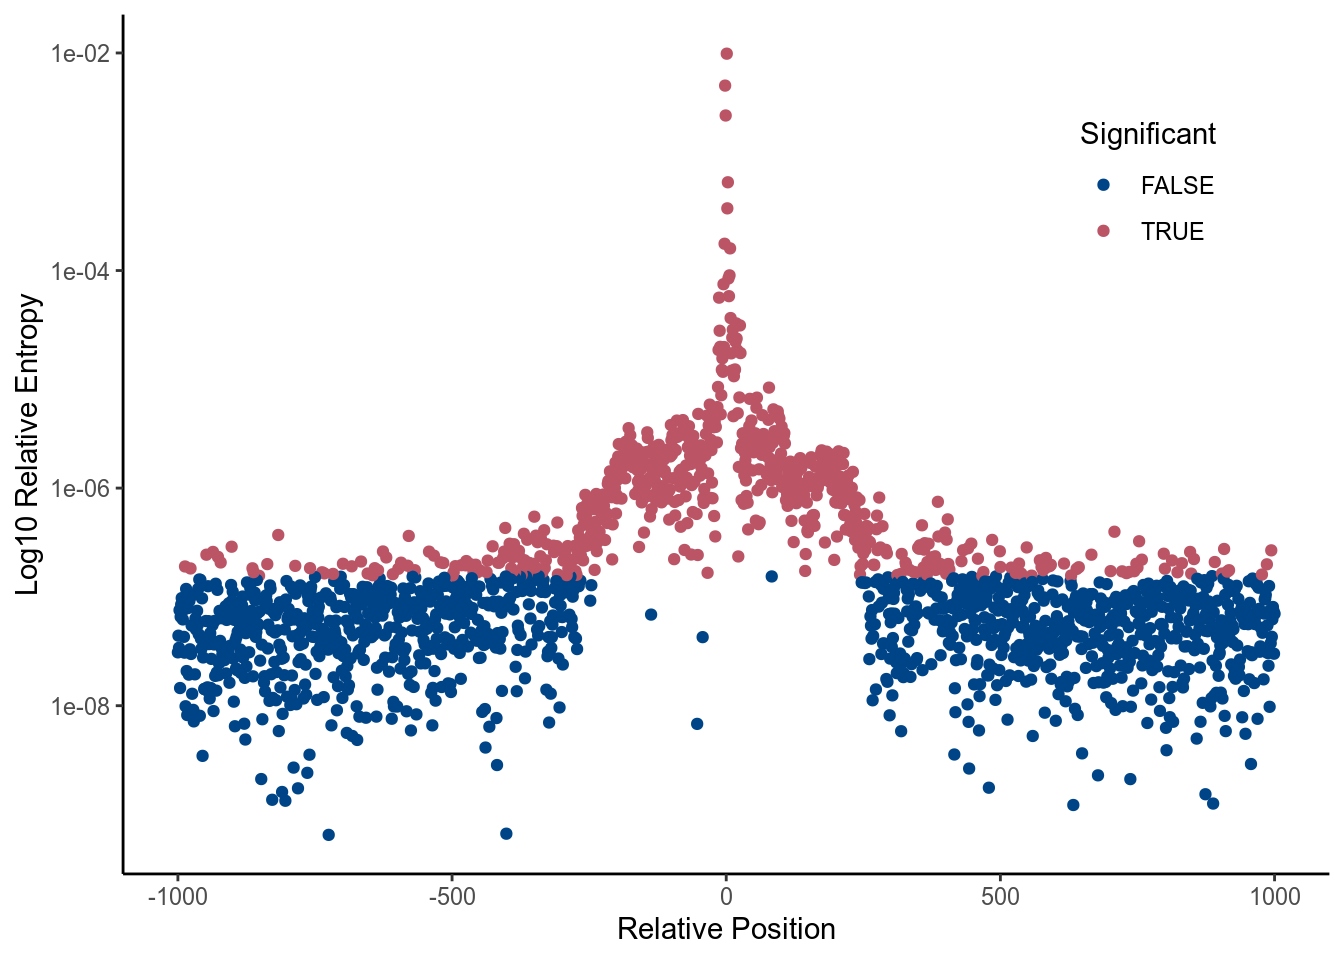 Log10 Relative Entropy
1e-02
1e-04
1e-06
1e-08
Significant
FALSE
TRUE
-1000
-500
0
500
1000
Relative Position